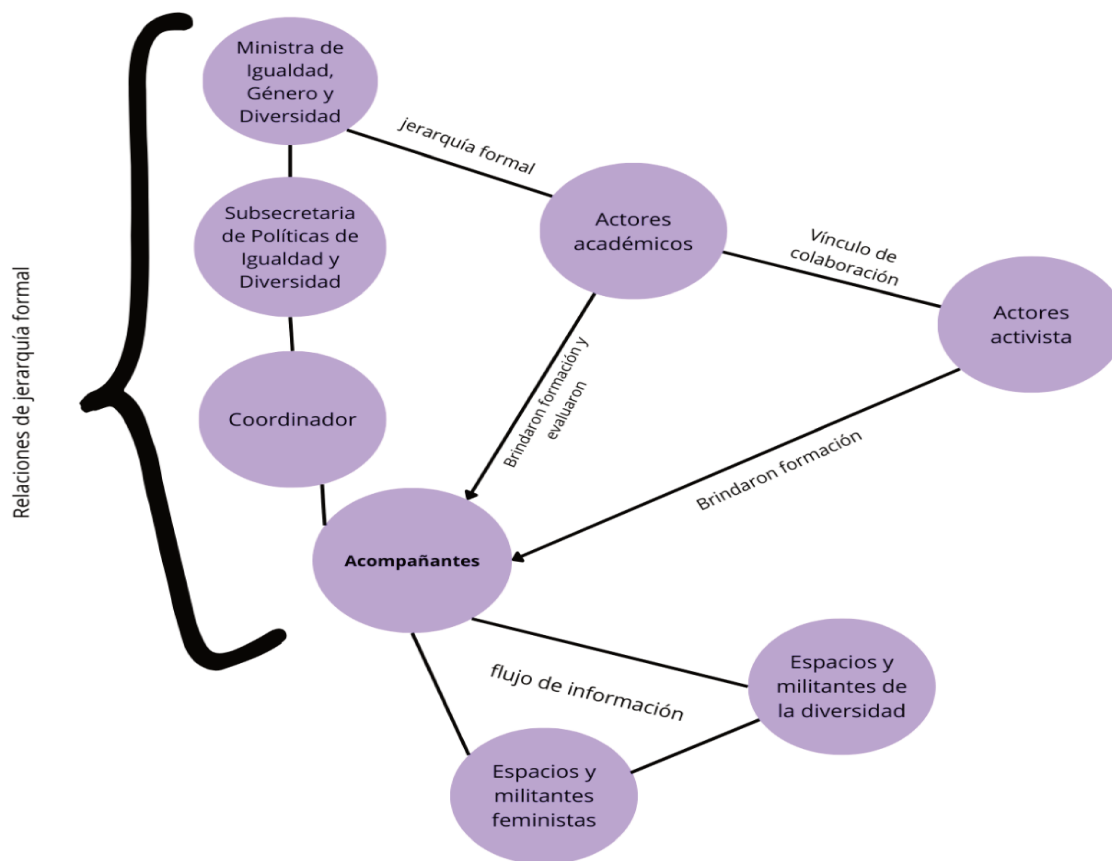 Relaciones de jerarquía formal
Ministra de
Igualdad,
Género y
Diversidad
jerarquía formal
Subsecretaria
de Políticas de
Igualdad y
Diversidad
Actores
académicos
Vínculo de
colaboración
Actores
activista
Coordinador
Brindaron formación y
evaluaron
Brindaron formación
Acompañantes
flujo de información
Espacios y
militantes de
la diversidad
Espacios y
militantes
feministas